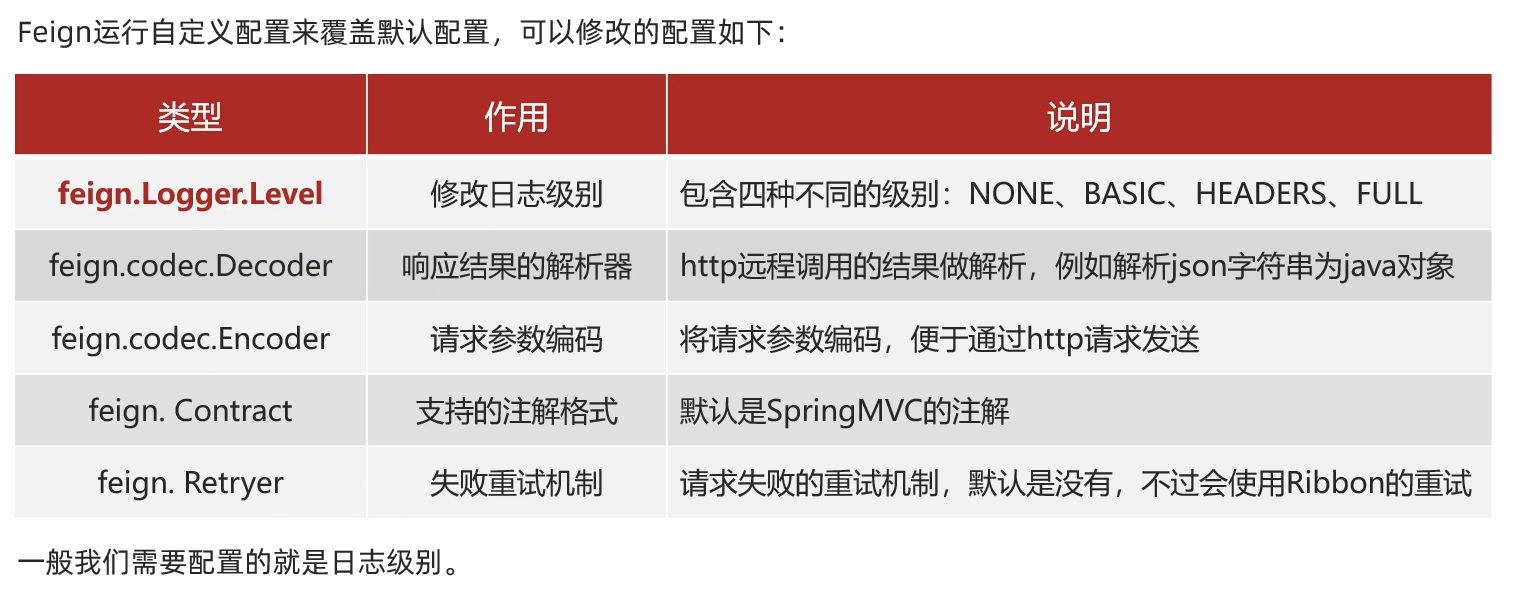 Feign运行自定义配置来覆盖默认配置，可以修改的配置如下：
类型 作用 说明
feign.Logger.Level 修改日志级别 包含四种不同的级别：NONE、BASIC、HEADERS、FULL
feign.codec.Decoder 响应结果的解析器 http远程调用的结果做解析，例如解析json字符串为java对象
feign.codec.Encoder 请求参数编码 将请求参数编码，便于通过http请求发送
feign. Contract 支持的注解格式 默认是SpringMVC的注解
feign. Retryer 失败重试机制 请求失败的重试机制，默认是没有，不过会使用Ribbon的重试
一般我们需要配置的就是日志级别。